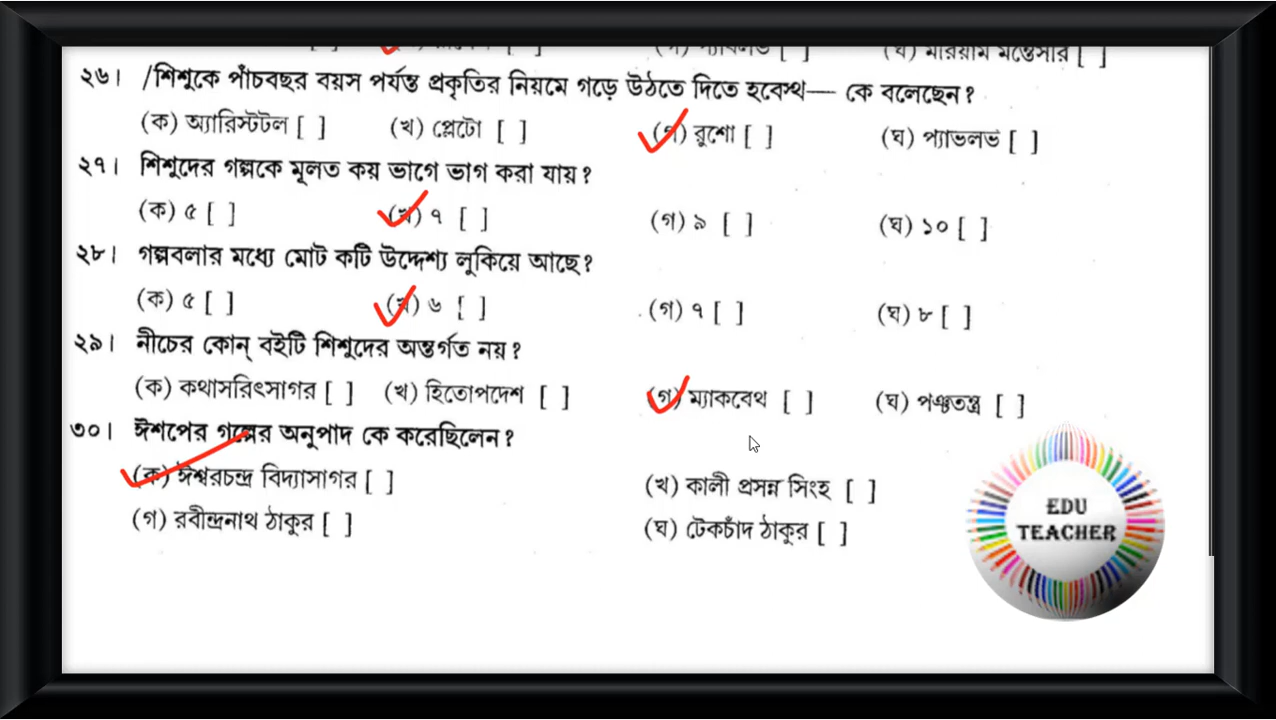 ২৬। /শিশুকে পাঁচবছর বয়স পর্যন্ত প্রকৃতির নিয়মে গড়ে উঠতে দিতে হবেস্থ— কে বলেছেন?
(ক) অ্যারিস্টটল [ ] (খ) প্লেটো [ ] (গ) রুশো [ ] (ঘ) প্যাভলভ [ ]
২৭। শিশুদের গল্পকে মূলত কয় ভাগে ভাগ করা যায়?
(ক) ৫ [ ] (খ) ৭ [ ] (গ) ৯ [ ] (ঘ) ১০ [ ]
২৮। গল্পবলার মধ্যে মোট কটি উদ্দেশ্য লুকিয়ে আছে?
(ক) ৫ [ ] (খ) ৬ [ ] (গ) ৭ [ ] (ঘ) ৮ [ ]
২৯। নীচের কোন্ বইটি শিশুদের অন্তর্গত নয়?
(ক) কথাসরিৎসাগর [ ] (খ) হিতোপদেশ [ ] (গ) ম্যাকবেথ [ ] (ঘ) পঞ্চতন্ত্র [ ]
৩০। ঈশপের গল্পের অনুপাদ কে করেছিলেন?
(ক) ঈশ্বরচন্দ্র বিদ্যাসাগর [ ] (খ) কালী প্রসন্ন সিংহ [ ]
(গ) রবীন্দ্রনাথ ঠাকুর [ ] (ঘ) টেকচাঁদ ঠাকুর [ ]
EDU
TEACHER